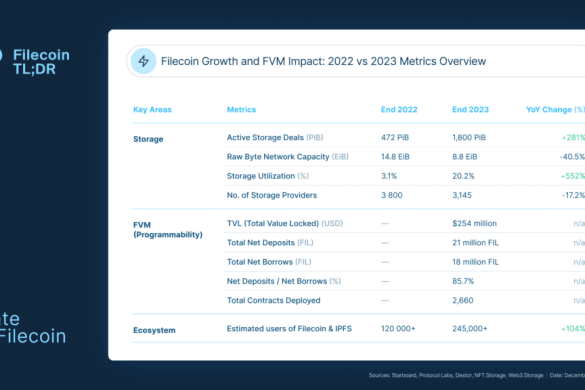 Filecoin
TL;DR
Filecoin Growth and FVM Impact: 2022 vs 2023 Metrics Overview
Key Areas Metrics End 2022 End 2023 YoY Change (%)
Storage Active Storage Deals (PiB) 472 PiB 1,800 PiB +281%
Raw Byte Network Capacity (EiB) 14.8 EiB 8.8 EiB -40.5%
Storage Utilization (%) 3.1% 20.2% +552%
No. of Storage Providers 3 800 3,145 -17.2%
FVM TVL (Total Value Locked) (USD) — $254 million n/a
(Programmability)
Total Net Deposits (FIL) — 21 million FIL n/a
Total Net Borrows (FIL) — 18 million FIL n/a
Net Deposits / Net Borrows (%) — 85.7% n/a
Total Contracts Deployed 2,660 n/a
Ecosystem Estimated users of Filecoin & IPFS 120 000+ 245,000+ +104%
Filecoin
Sources: Starboard, Protocol Labs, Dextor, NFT.Storage, Web3.Storage | Date: